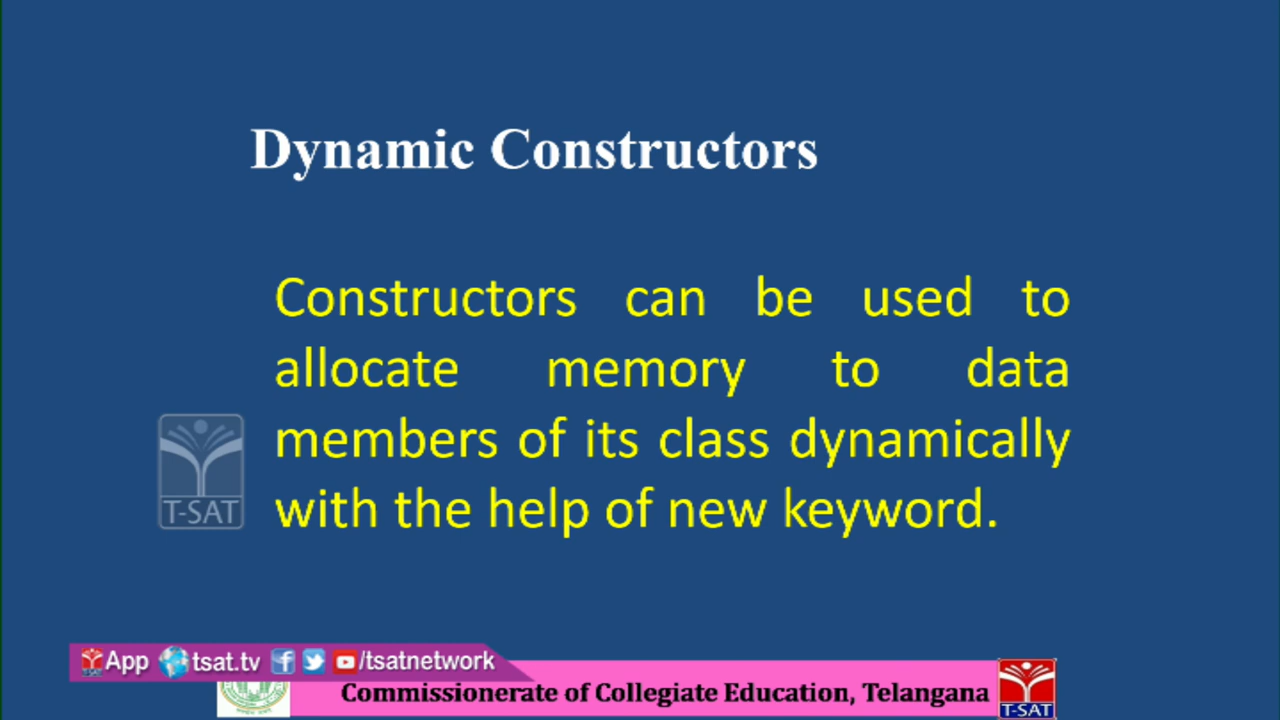 Dynamic Constructors
Constructors can be used to
allocate memory to data
members of its class dynamically
with the help of new keyword.
T-SAT
App tsat.tv /tsatnetwork
Commissionerate of Collegiate Education, Telangana
T-SAT